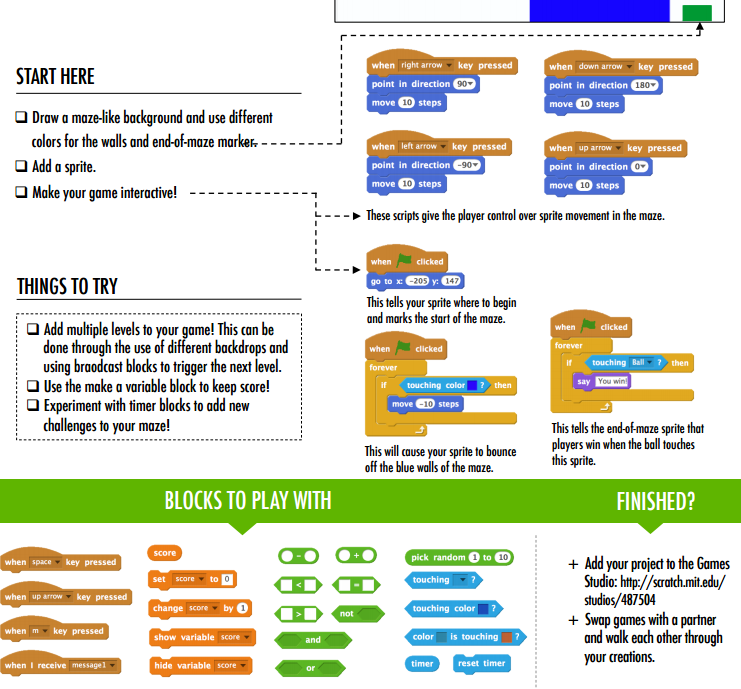 START HERE
❑ Draw a maze-like background and use different
colors for the walls and end-of-maze marker.
❑ Add a sprite.
❑ Make your game interactive!
when right arrow key pressed
point in direction 90
move 10 steps
when down arrow key pressed
point in direction 180
move 10 steps
when left arrow key pressed
point in direction -90
move 10 steps
when up arrow key pressed
point in direction 0
move 10 steps
These scripts give the player control over sprite movement in the maze.
when clicked
go to x: -205 y: 147
This tells your sprite where to begin
and marks the start of the maze.
when clicked
forever
if touching color ? then
move -10 steps
This will cause your sprite to bounce
off the blue walls of the maze.
when clicked
forever
if touching Ball ? then
say You win!
This tells the end-of-maze sprite that
players win when the ball touches
this sprite.
THINGS TO TRY
❑ Add multiple levels to your game! This can be
done through the use of different backdrops and
using braodcast blocks to trigger the next level.
❑ Use the make a variable block to keep score!
❑ Experiment with timer blocks to add new
challenges to your maze!
BLOCKS TO PLAY WITH
when space key pressed
when up arrow key pressed
when m key pressed
when I receive message1
score
set score to 0
change score by 1
show variable score
hide variable score
-
+
<
=
>
not
and
or
pick random 1 to 10
touching ?
touching color ?
color is touching ?
timer
reset timer
FINISHED?
+ Add your project to the Games
Studio: http://scratch.mit.edu/
studios/487504
+ Swap games with a partner
and walk each other through
your creations.